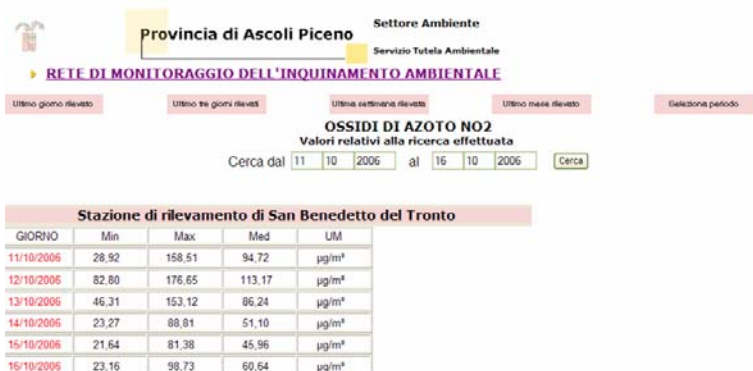 Provincia di Ascoli Piceno
Settore Ambiente
Servizio Tutela Ambientale
RETE DI MONITORAGGIO DELL'INQUINAMENTO AMBIENTALE
Ultimo giorno rilevato Ultimo tre giorni rilevati Ultima settimana rilevata Ultimo mese rilevato Seleziona periodo
OSSIDI DI AZOTO NO2
Valori relativi alla ricerca effettuata
Cerca dal 11 10 2006 al 16 10 2006 Cerca
Stazione di rilevamento di San Benedetto del Tronto
GIORNO Min Max Med UM
11/10/2006 28,92 158,51 94,72 µg/m³
12/10/2006 82,80 176,65 113,17 µg/m³
13/10/2006 46,31 153,12 86,24 µg/m³
14/10/2006 23,27 88,81 51,10 µg/m³
15/10/2006 21,64 81,38 45,96 µg/m³
16/10/2006 23,16 98,73 60,64 µg/m³